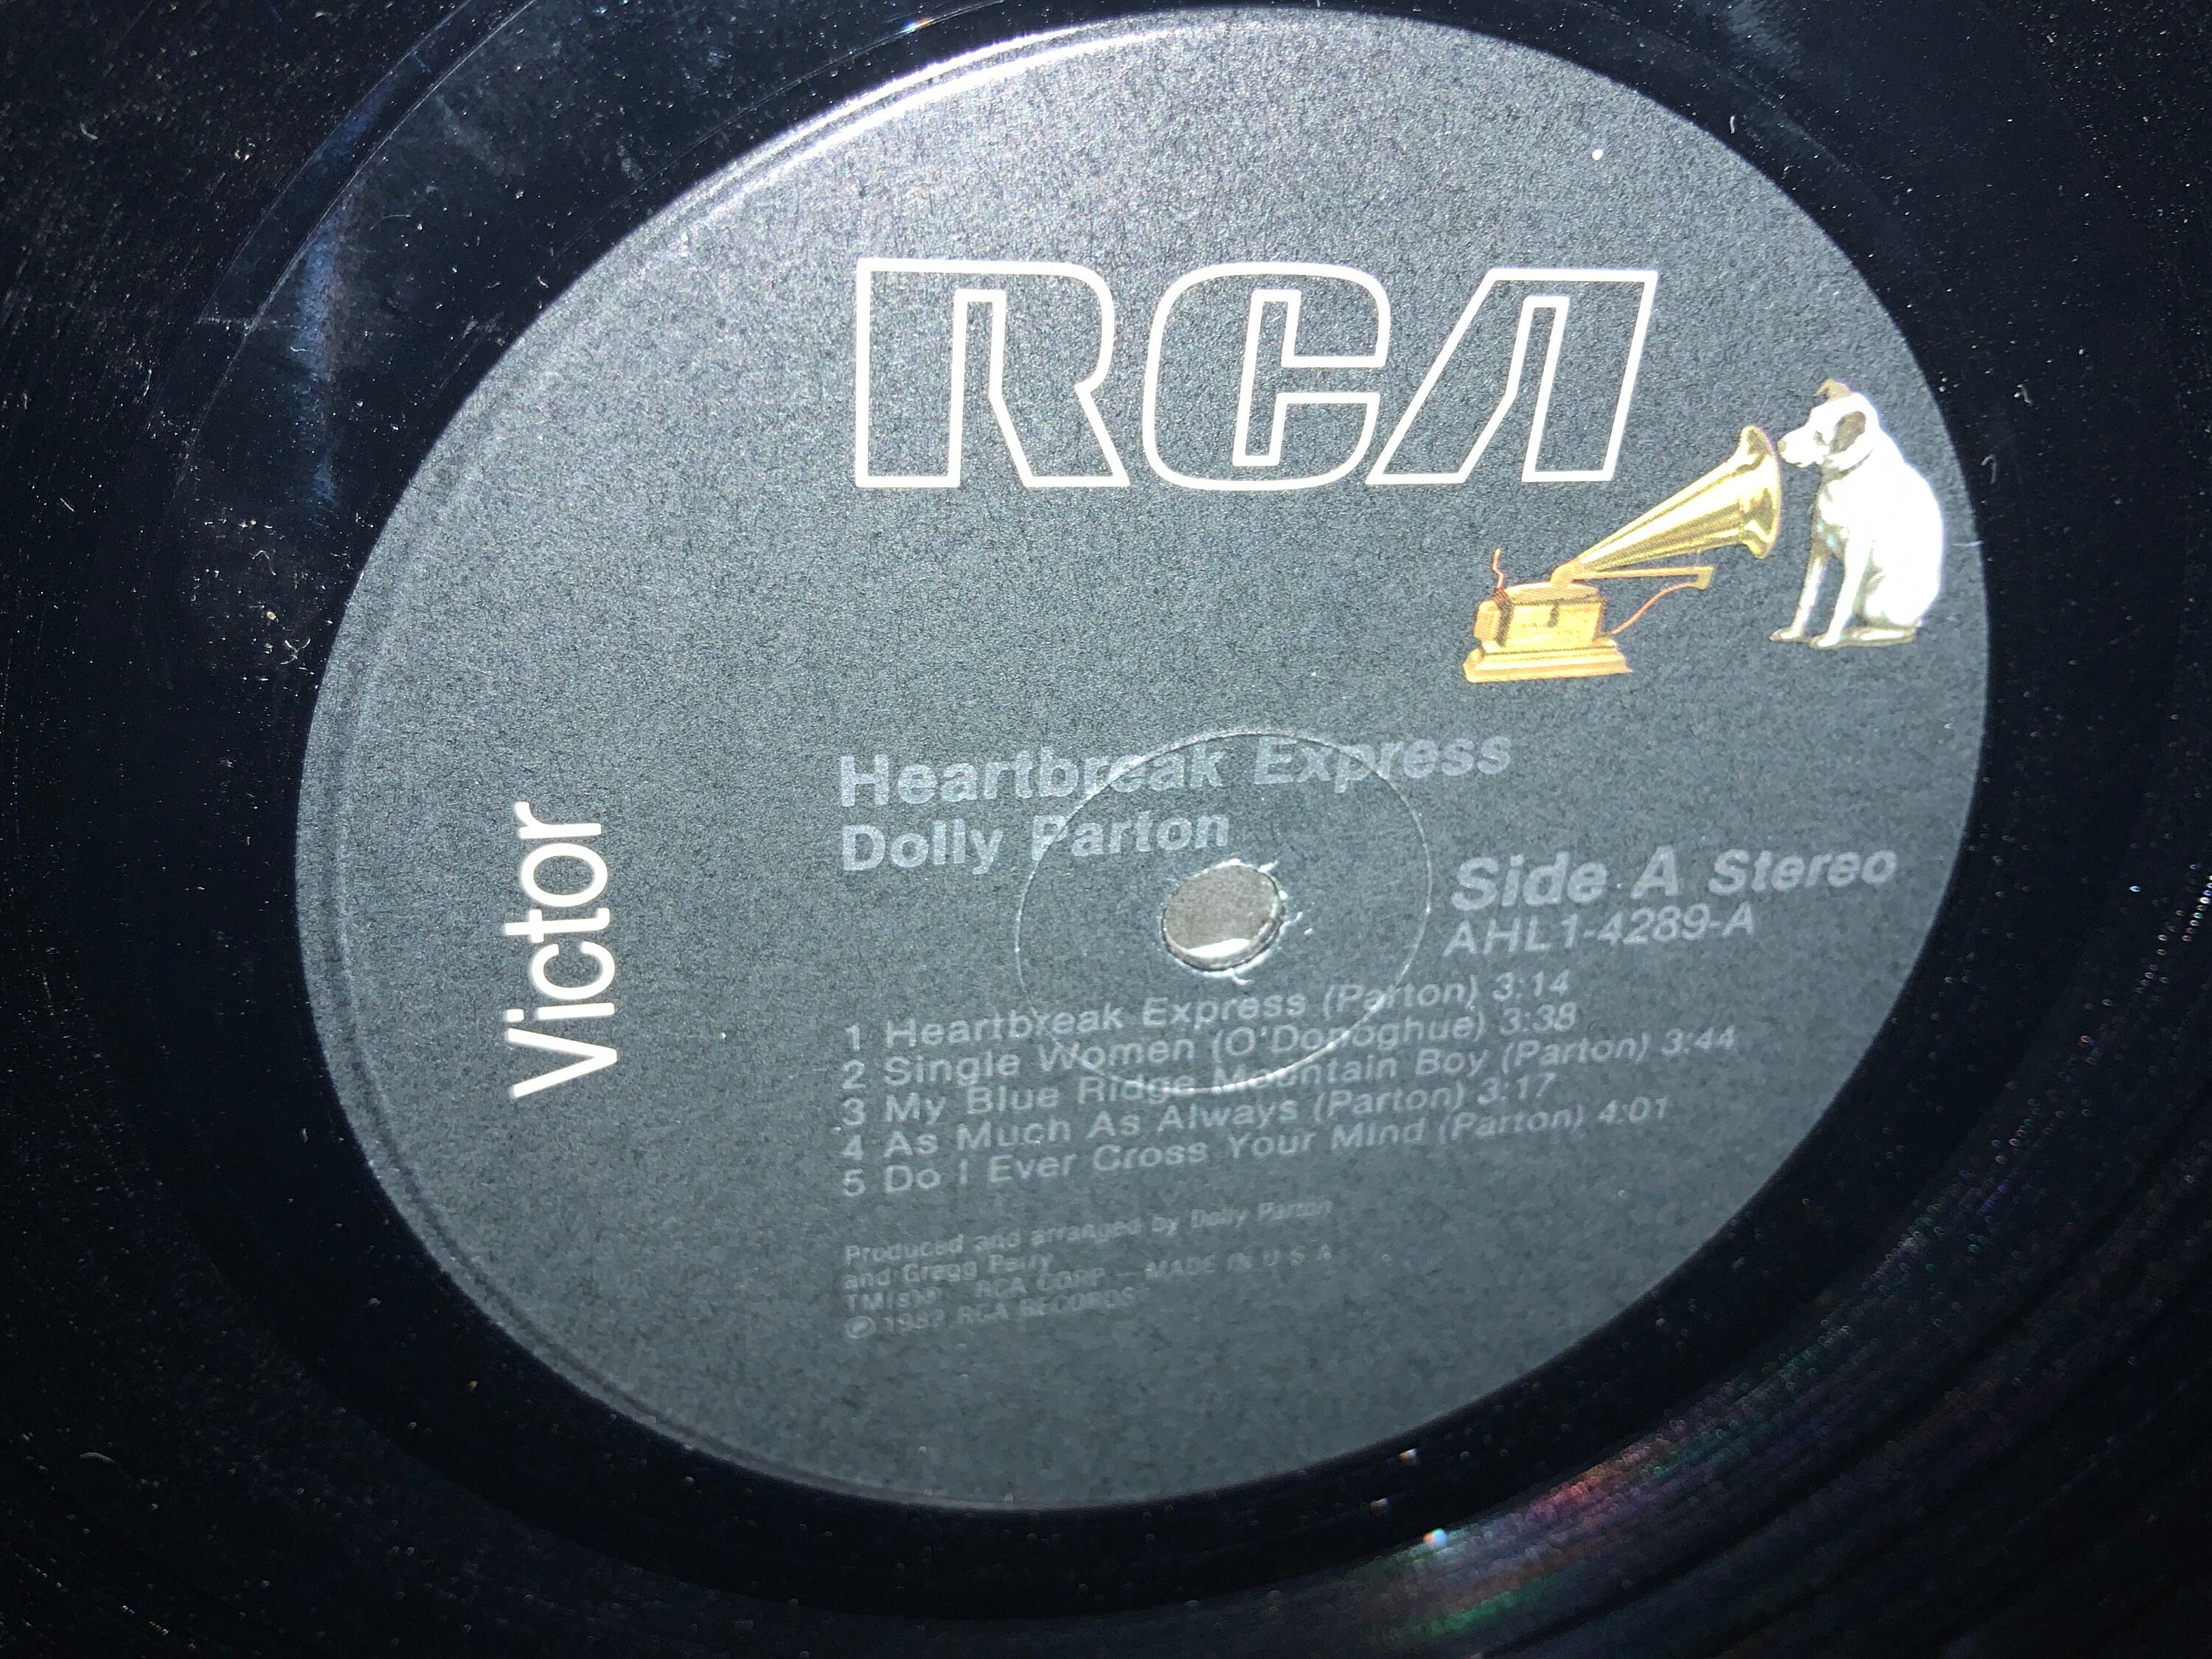 RCA
Victor
Heartbreak Express
Dolly Parton
Side A Stereo
AHL1-4289-A
1 Heartbreak Express (Parton) 3:14
2 Single Women (O'Donoghue) 3:38
3 My Blue Ridge Mountain Boy (Parton) 3:44
4 As Much As Always (Parton) 3:17
5 Do I Ever Cross Your Mind (Parton) 4:01
Produced and arranged by Dolly Parton
and Gregg Perry
TM(s)® RCA CORP. — MADE IN U.S.A.
℗ 1982 RCA RECORDS